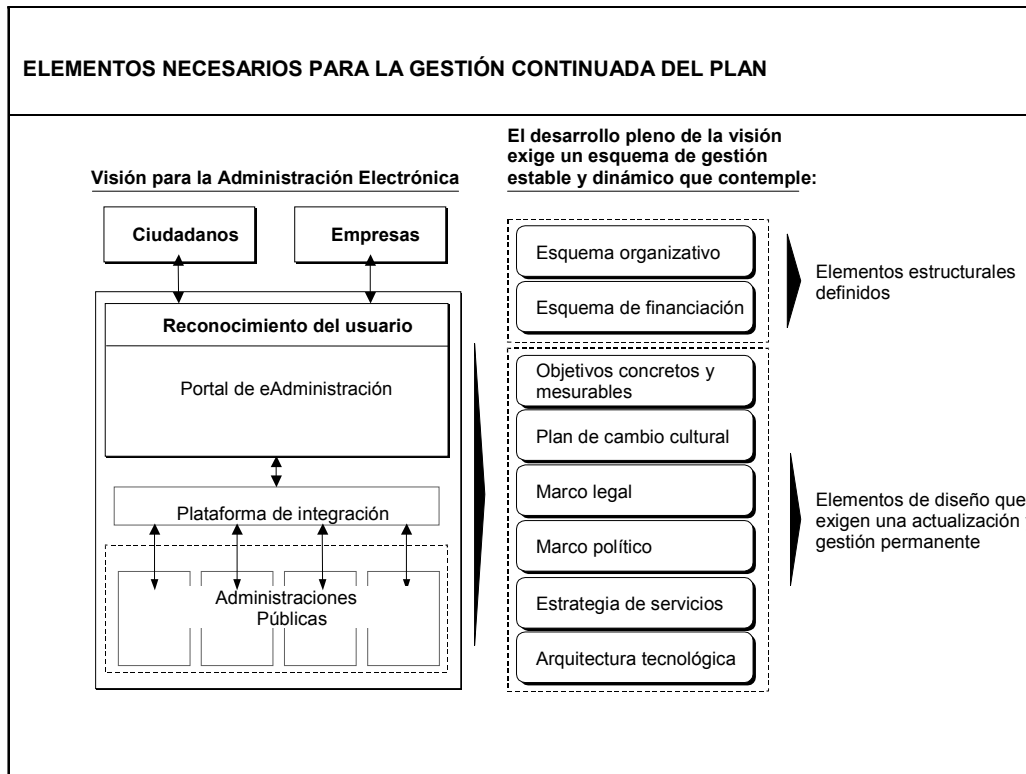 ELEMENTOS NECESARIOS PARA LA GESTIÓN CONTINUADA DEL PLAN
Visión para la Administración Electrónica
Ciudadanos
Empresas
Reconocimiento del usuario
Portal de eAdministración
Plataforma de integración
Administraciones
Públicas
El desarrollo pleno de la visión
exige un esquema de gestión
estable y dinámico que contemple:
Esquema organizativo
Esquema de financiación
Elementos estructurales
definidos
Objetivos concretos y
mesurables
Plan de cambio cultural
Marco legal
Marco político
Estrategia de servicios
Arquitectura tecnológica
Elementos de diseño que
exigen una actualización
gestión permanente